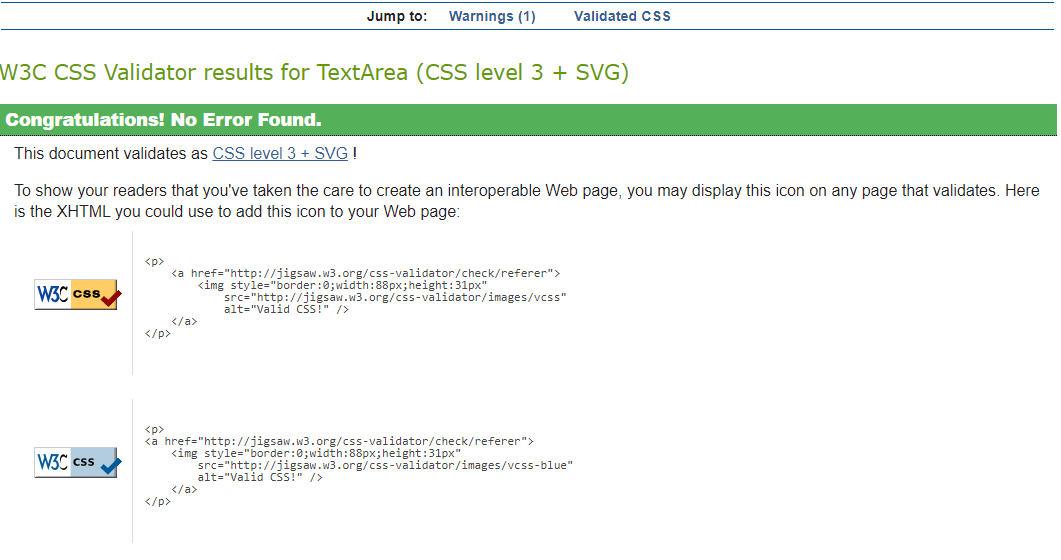 Jump to: Warnings (1) Validated CSS
W3C CSS Validator results for TextArea (CSS level 3 + SVG)
Congratulations! No Error Found.
This document validates as CSS level 3 + SVG !
To show your readers that you've taken the care to create an interoperable Web page, you may display this icon on any page that validates. Here
is the XHTML you could use to add this icon to your Web page:
<p>
<a href="http://jigsaw.w3.org/css-validator/check/referer">
<img style="border:0;width:88px;height:31px"
W3C css
src="http://jigsaw.w3.org/css-validator/images/vcss"
alt="Valid CSS!" />
</a>
</p>
<p>
<a href="http://jigsaw.w3.org/css-validator/check/referer">
<img style="border:0;width:88px;height:31px"
W3C css
src="http://jigsaw.w3.org/css-validator/images/vcss-blue"
alt="Valid CSS!" />
</a>
</p>